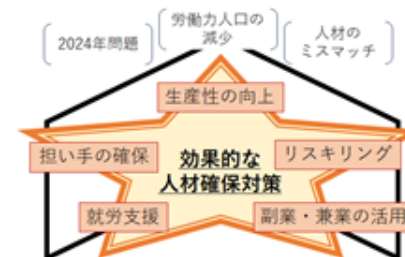 2024年問題
労働力人口の
減少
人材の
ミスマッチ
生産性の向上
担い手の確保
効果的な
人材確保対策
リスキリング
就労支援
副業・兼業の活用